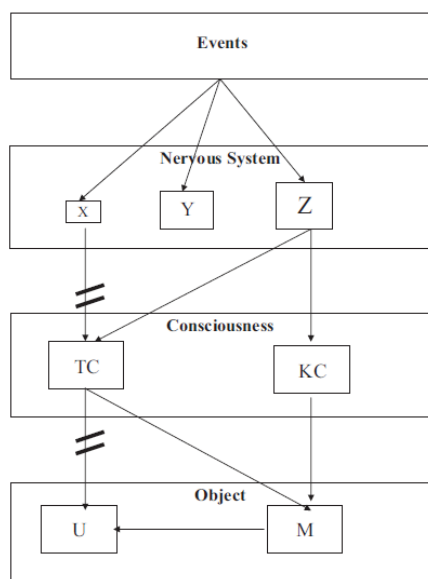 Events
Nervous System
X
Y
Z
Consciousness
TC
KC
Object
U
M